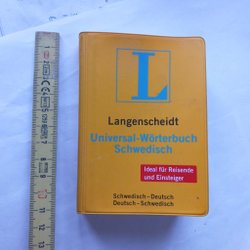 L
Langenscheidt
Universal-Wörterbuch
Schwedisch
Ideal für Reisende
und Einsteiger
Schwedisch-Deutsch
Deutsch-Schwedisch